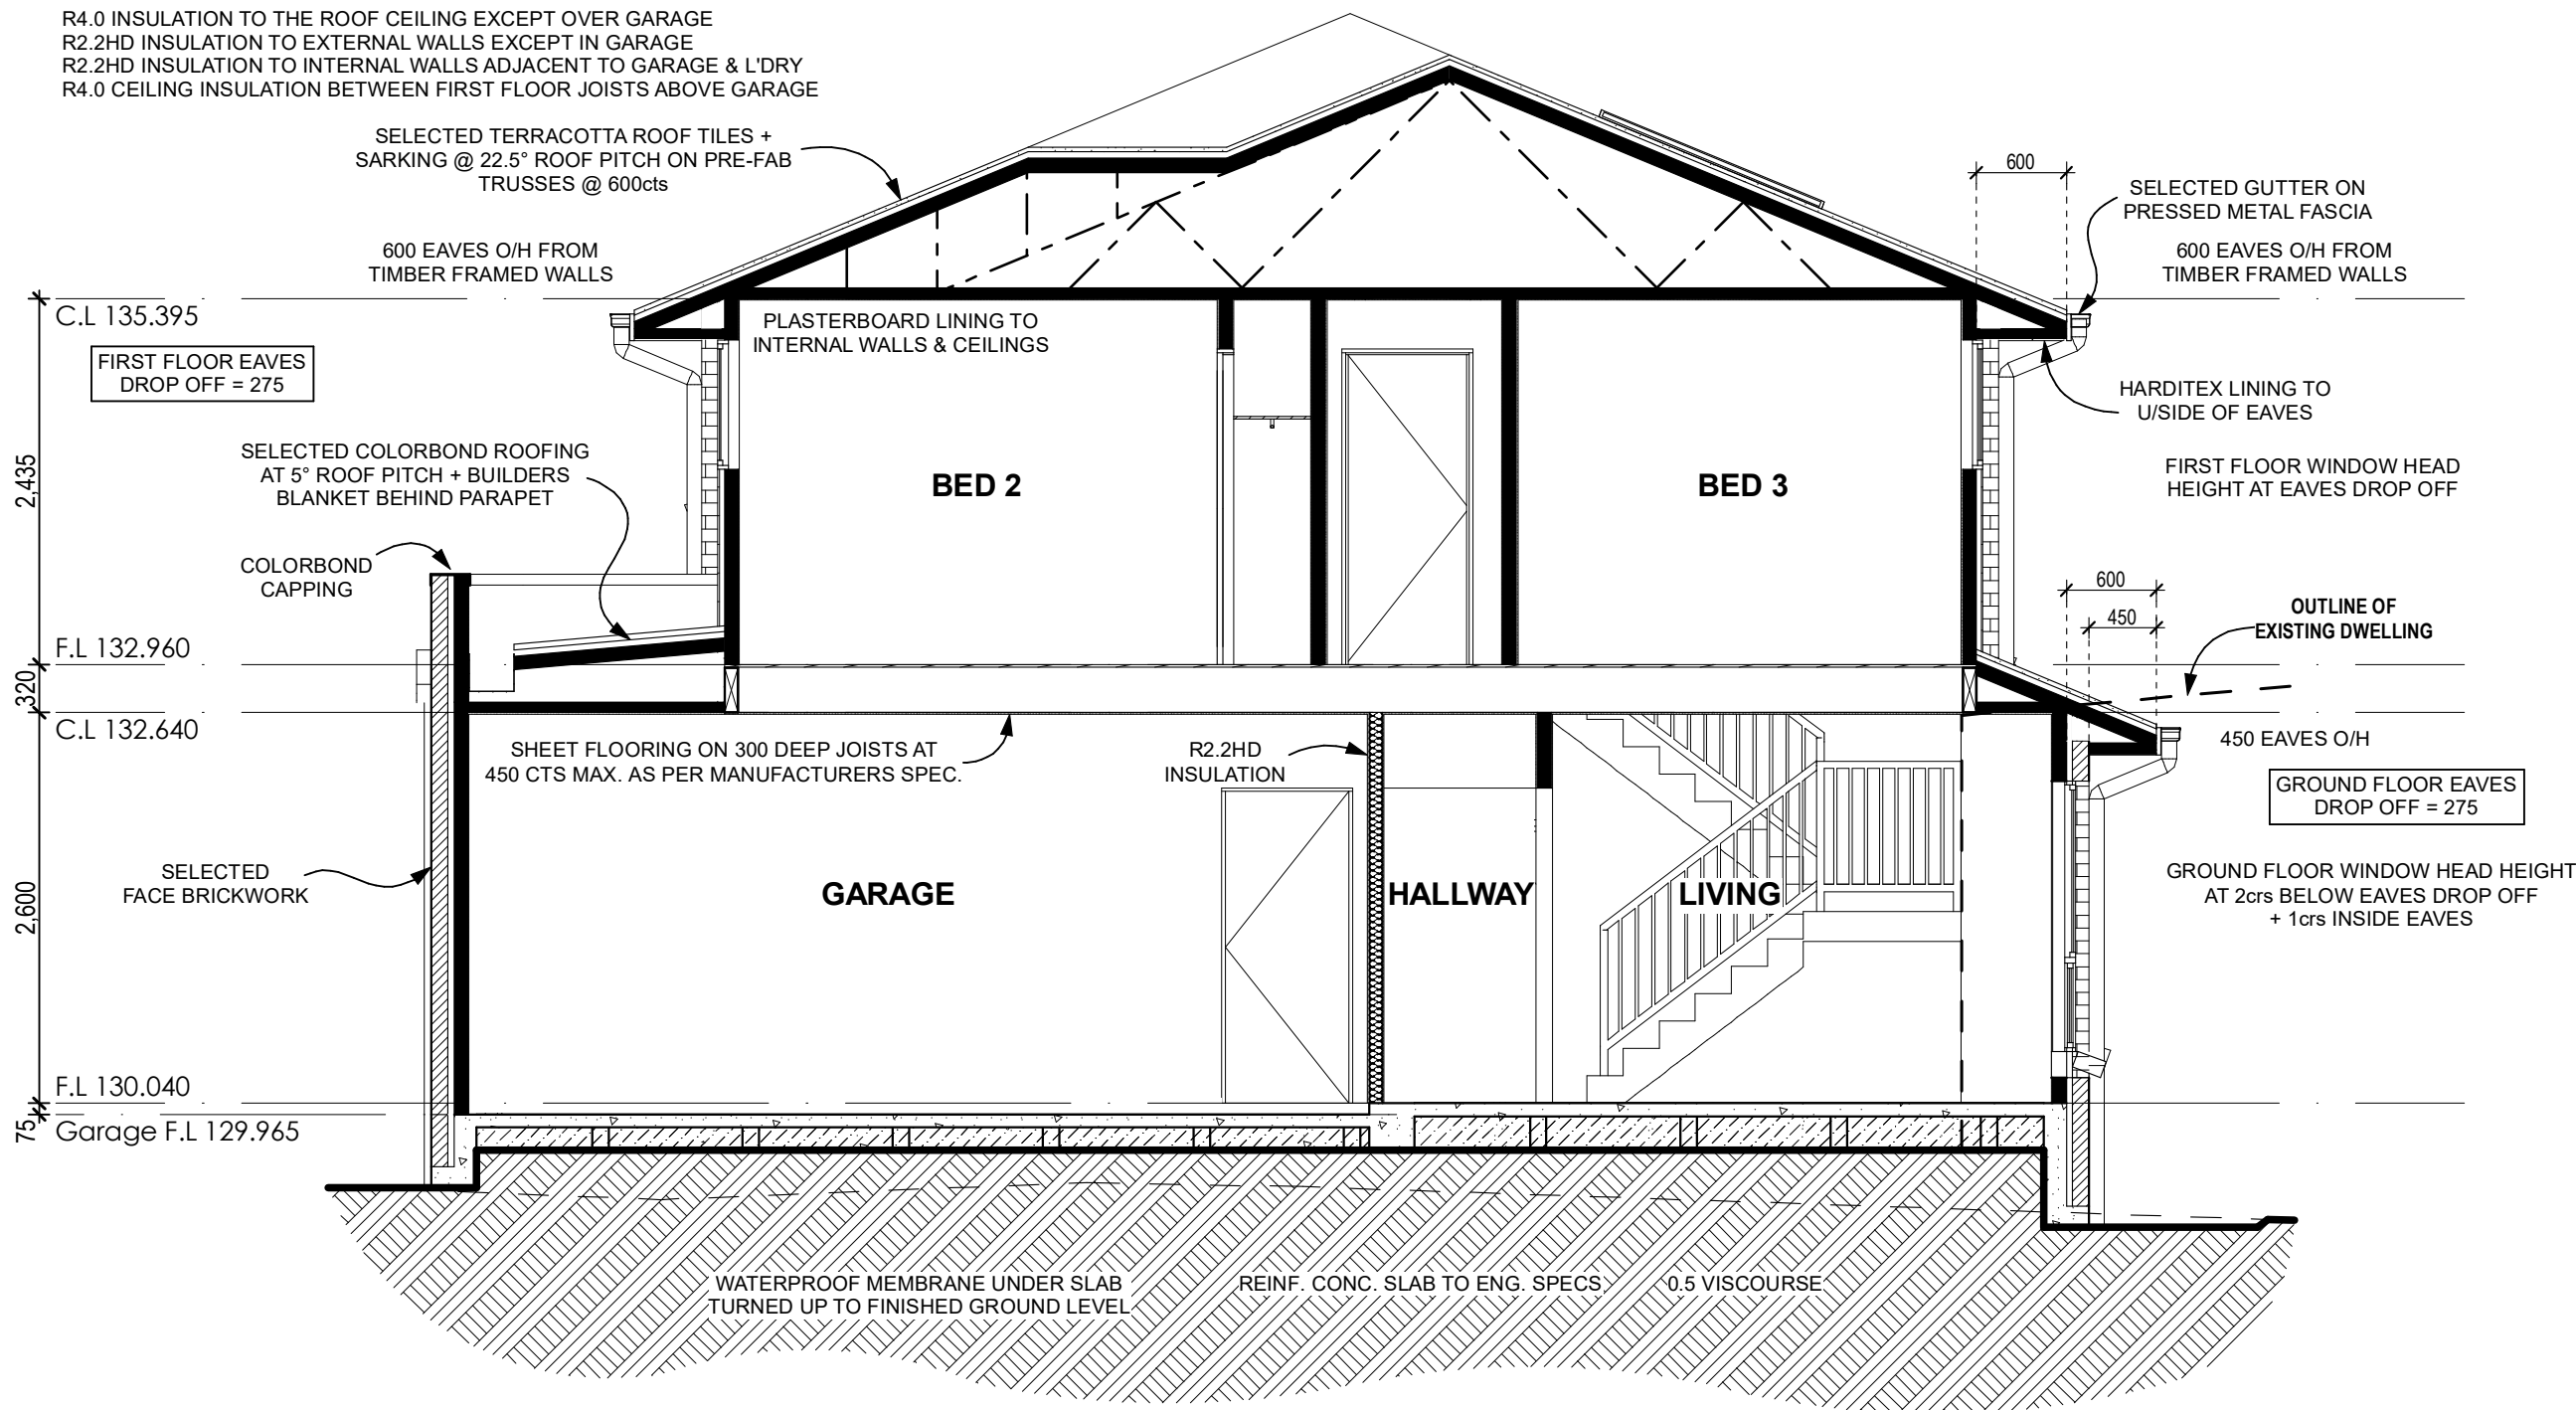 R4.0 INSULATION TO THE ROOF CEILING EXCEPT OVER GARAGE
R2.2HD INSULATION TO EXTERNAL WALLS EXCEPT IN GARAGE
R2.2HD INSULATION TO INTERNAL WALLS ADJACENT TO GARAGE & L'DRY
R4.0 CEILING INSULATION BETWEEN FIRST FLOOR JOISTS ABOVE GARAGE
SELECTED TERRACOTTA ROOF TILES +
SARKING @ 22.5° ROOF PITCH ON PRE-FAB
TRUSSES @ 600cts
600
SELECTED GUTTER ON
PRESSED METAL FASCIA
600 EAVES O/H FROM
TIMBER FRAMED WALLS
600 EAVES O/H FROM
TIMBER FRAMED WALLS
C.L 135.395
PLASTERBOARD LINING TO
INTERNAL WALLS & CEILINGS
FIRST FLOOR EAVES
DROP OFF = 275
HARDITEX LINING TO
U/SIDE OF EAVES
SELECTED COLORBOND ROOFING
AT 5° ROOF PITCH + BUILDERS
BLANKET BEHIND PARAPET
2,435
BED 2
BED 3
FIRST FLOOR WINDOW HEAD
HEIGHT AT EAVES DROP OFF
COLORBOND
CAPPING
600
450
OUTLINE OF
EXISTING DWELLING
F.L 132.960
320
C.L 132.640
SHEET FLOORING ON 300 DEEP JOISTS AT
450 CTS MAX. AS PER MANUFACTURERS SPEC.
R2.2HD
INSULATION
450 EAVES O/H
GROUND FLOOR EAVES
DROP OFF = 275
SELECTED
FACE BRICKWORK
2,600
GARAGE
HALLWAY
LIVING
GROUND FLOOR WINDOW HEAD HEIGHT
AT 2crs BELOW EAVES DROP OFF
+ 1crs INSIDE EAVES
F.L 130.040
75
Garage F.L 129.965
WATERPROOF MEMBRANE UNDER SLAB
TURNED UP TO FINISHED GROUND LEVEL
REINF. CONC. SLAB TO ENG. SPECS
0.5 VISCOURSE